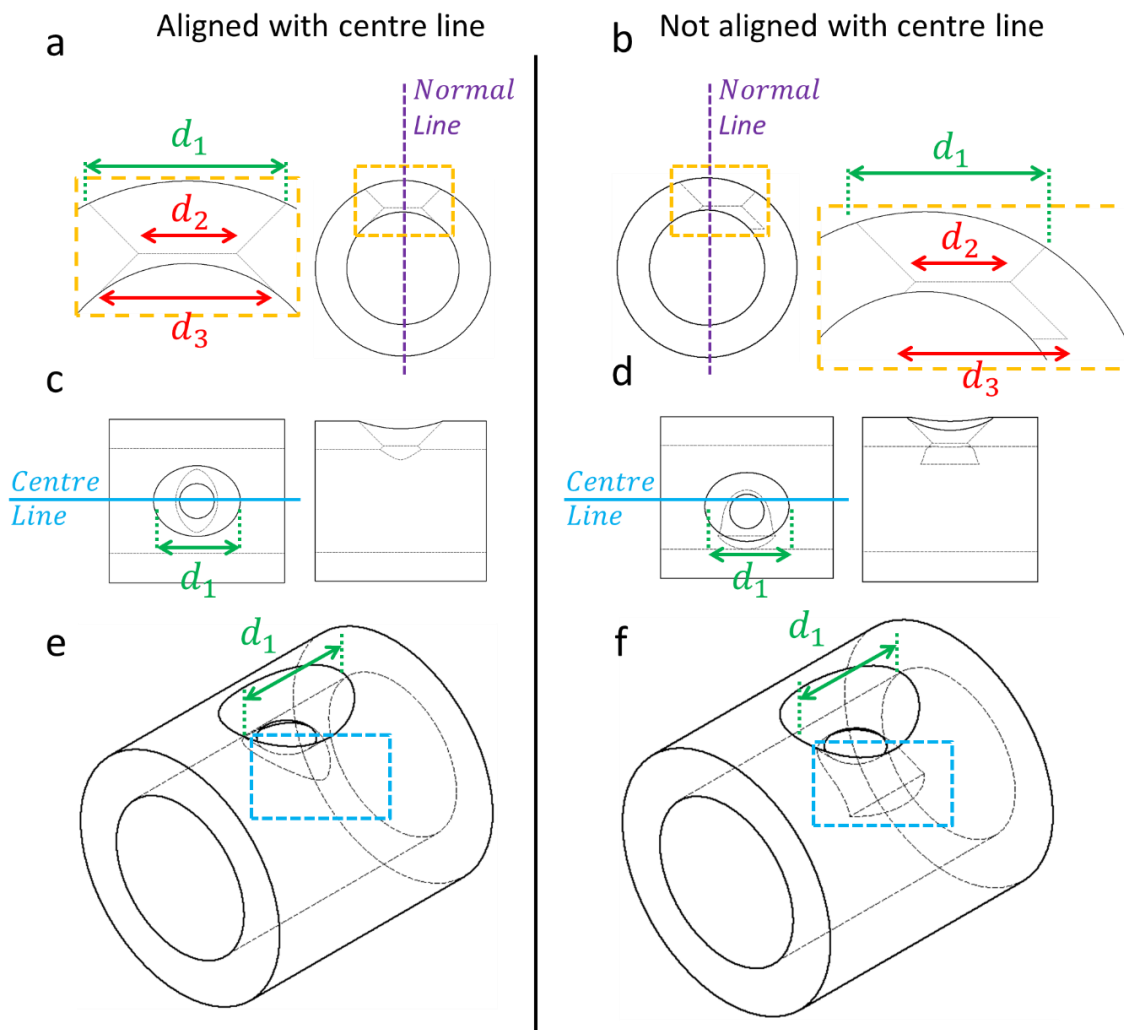 Aligned with centre line
Not aligned with centre line
a
Normal
Line
d₁
d₂
d₃
b
Normal
Line
d₁
d₂
d₃
c
Centre
Line
d₁
d
Centre
Line
d₁
e
d₁
f
d₁